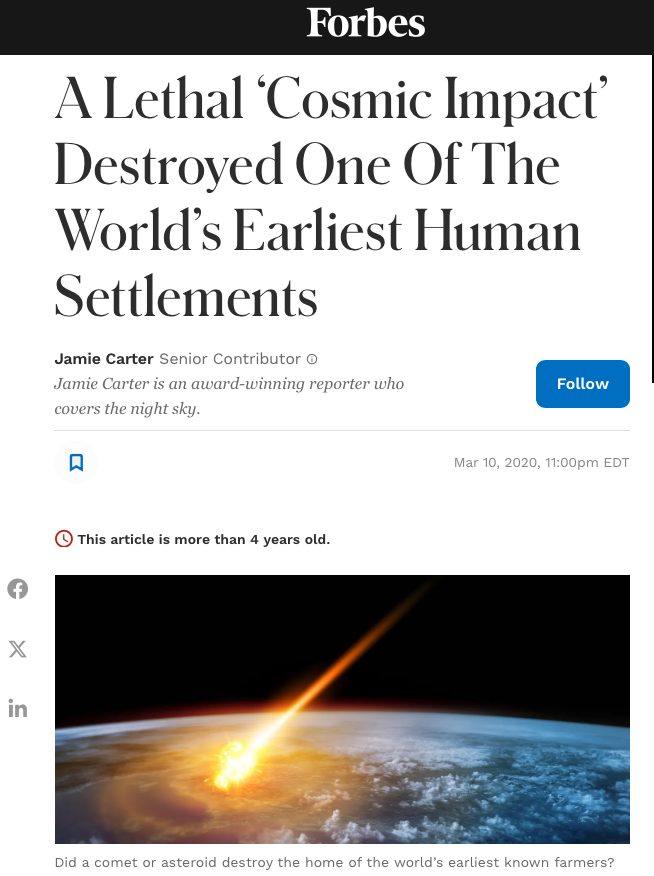 Forbes
A Lethal ‘Cosmic Impact’
Destroyed One Of The
World’s Earliest Human
Settlements
Jamie Carter Senior Contributor
Jamie Carter is an award-winning reporter who
covers the night sky.
Follow
Mar 10, 2020, 11:00pm EDT
This article is more than 4 years old.
Did a comet or asteroid destroy the home of the world’s earliest known farmers?